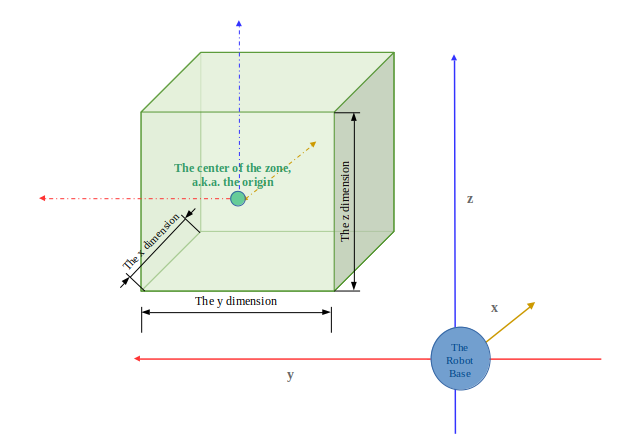 The center of the zone,
a.k.a. the origin
The z dimension
The x dimension
The y dimension
z
x
y
The
Robot
Base